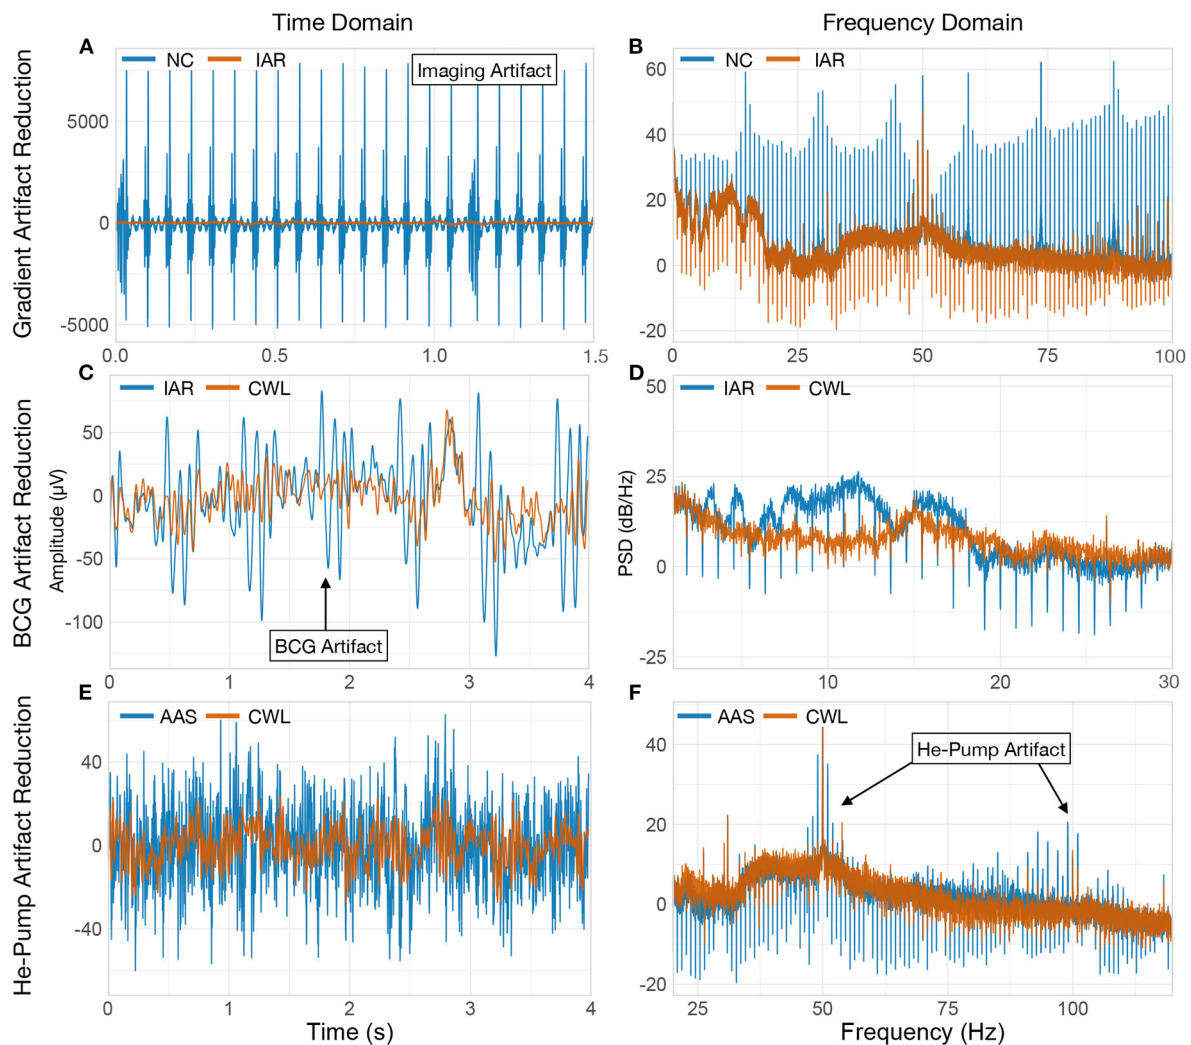 Time Domain
Frequency Domain
Gradient Artifact Reduction
A
NC IAR
Imaging Artifact
5000
0
-5000
0.0 0.5 1.0 1.5
B
NC IAR
60
40
20
0
-20
0 25 50 75 100
BCG Artifact Reduction
C
IAR CWL
Amplitude (µV)
50
0
-50
-100
BCG Artifact
0 1 2 3 4
D
IAR CWL
PSD (dB/Hz)
50
25
0
-25
10 20 30
He-Pump Artifact Reduction
E
AAS CWL
40
0
-40
0 1 2 3 4
Time (s)
F
AAS CWL
He-Pump Artifact
40
20
0
-20
25 50 75 100
Frequency (Hz)